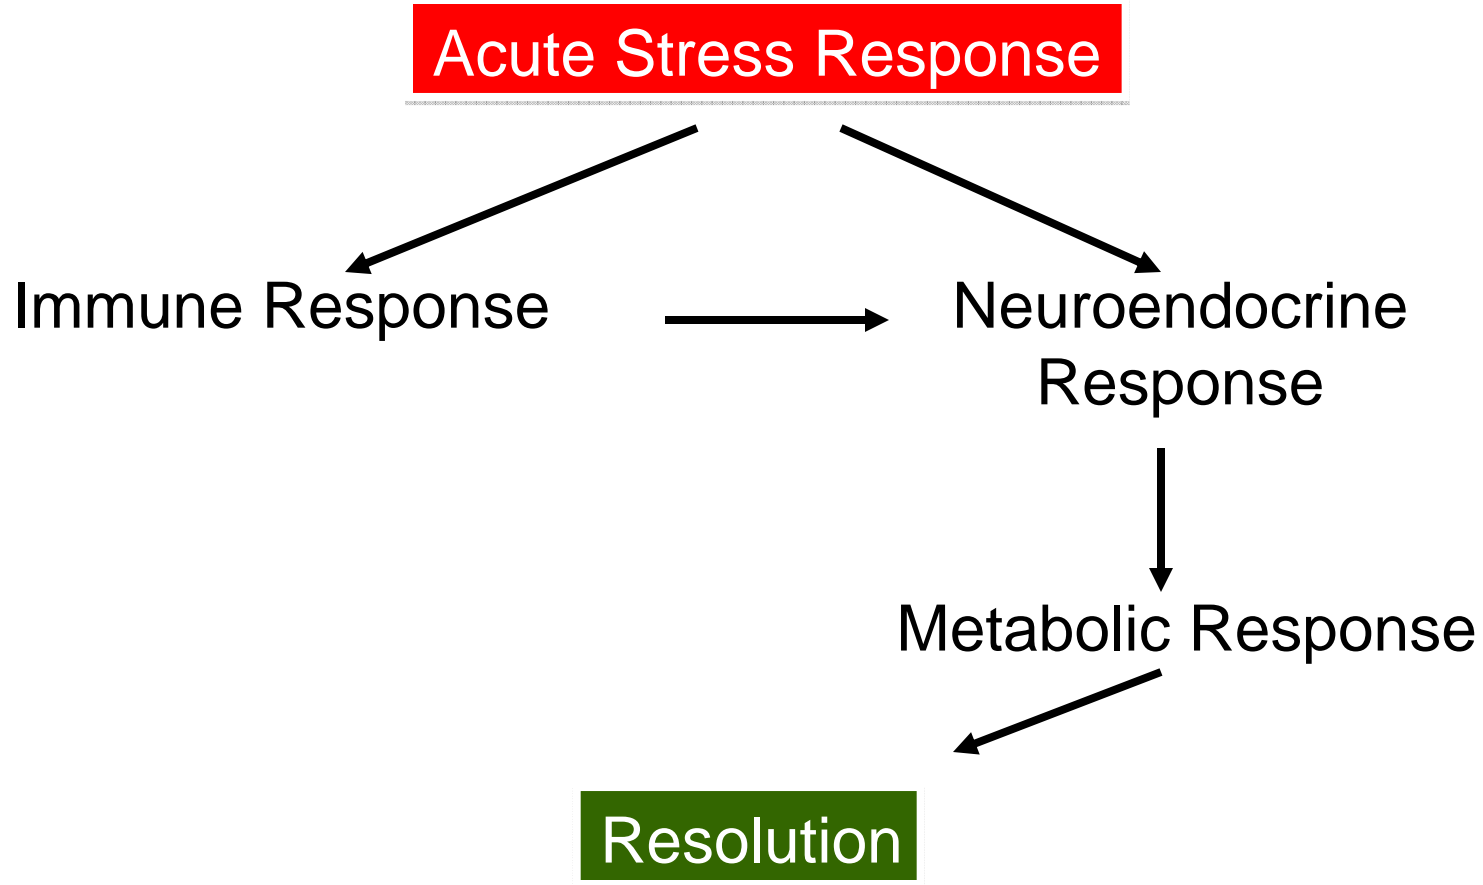 Acute Stress Response
Immune Response
Neuroendocrine
Response
Metabolic Response
Resolution